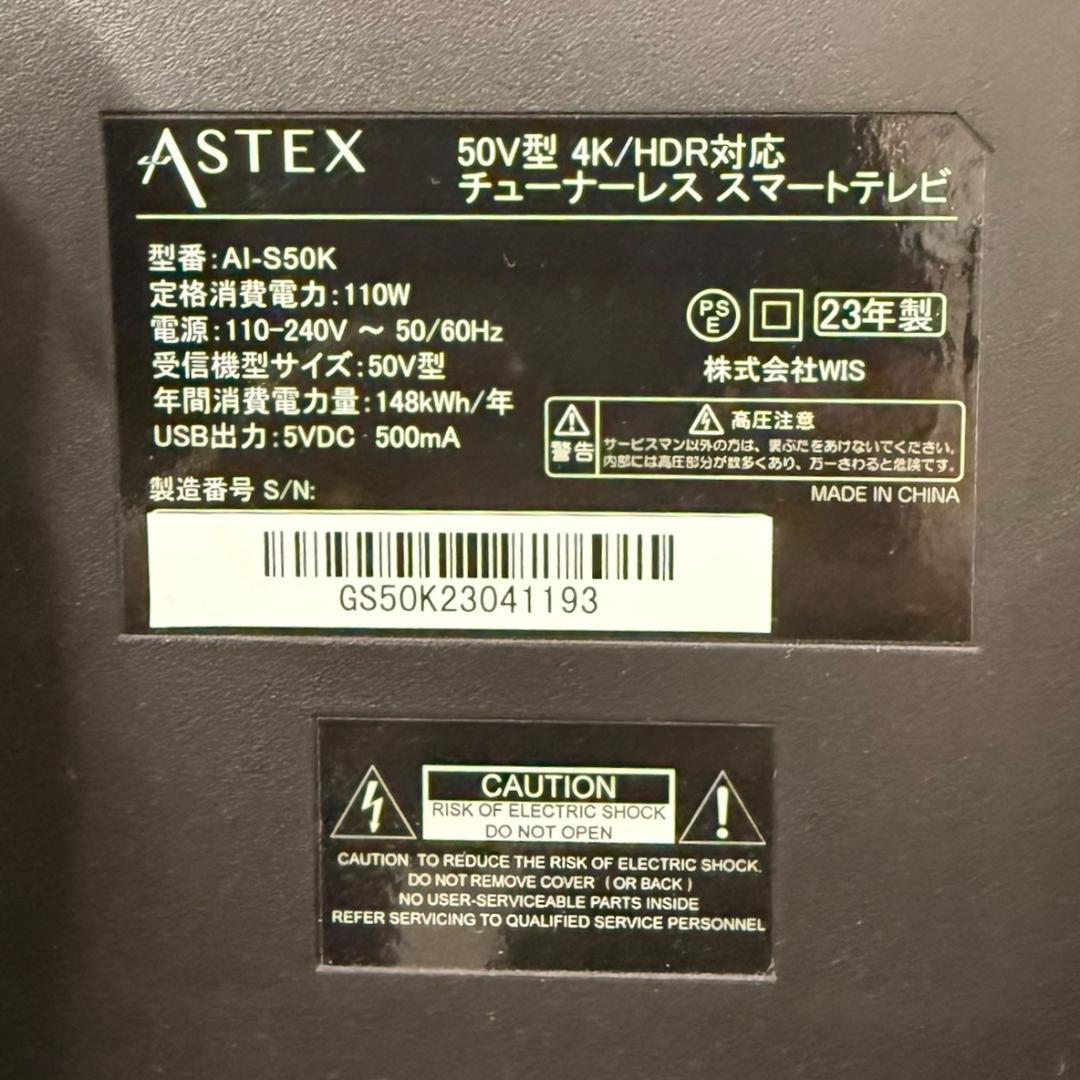 ASTEX
50V型 4K/HDR対応
チューナーレス スマートテレビ
型番:AI-S50K
定格消費電力:110W
電源:110-240V ～ 50/60Hz
受信機型サイズ:50V型
年間消費電力量:148kWh/年
USB出力:5VDC 500mA
製造番号 S/N:
PSE
23年製
株式会社WIS
警告
高圧注意
サービスマン以外の方は、裏ぶたをあけないでください。
内部には高圧部分が数多くあり、万一さわると危険です。
MADE IN CHINA
GS50K23041193
CAUTION
RISK OF ELECTRIC SHOCK
DO NOT OPEN
CAUTION: TO REDUCE THE RISK OF ELECTRIC SHOCK.
DO NOT REMOVE COVER (OR BACK)
NO USER-SERVICEABLE PARTS INSIDE
REFER SERVICING TO QUALIFIED SERVICE PERSONNEL